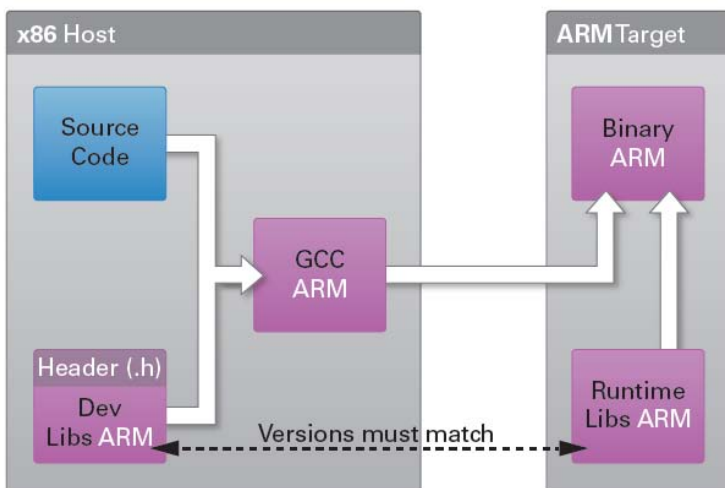 x86 Host
ARM Target
Source
Code
Binary
ARM
GCC
ARM
Header (.h)
Dev
Libs ARM
Versions must match
Runtime
Libs ARM